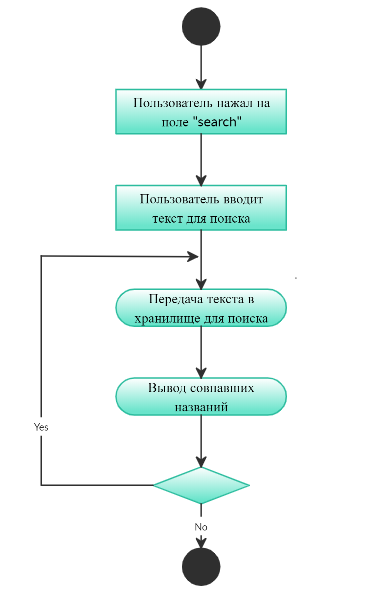 Пользователь нажал на
поле "search"
Пользователь вводит
текст для поиска
Передача текста в
хранилище для поиска
Вывод совпавших
названий
Yes
No